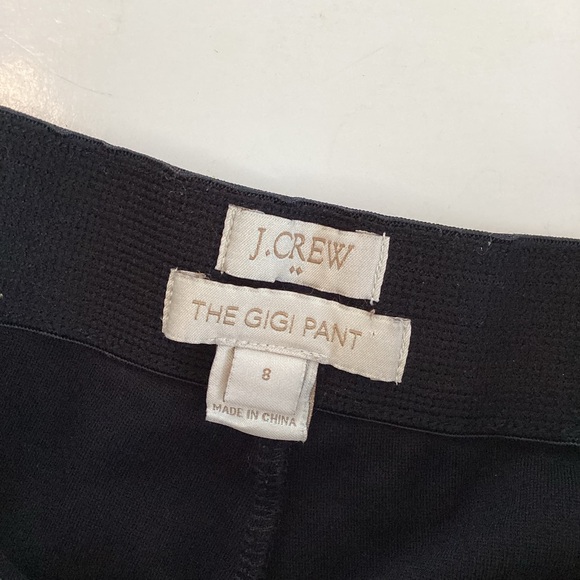 J.CREW
THE GIGI PANT
8
MADE IN CHINA